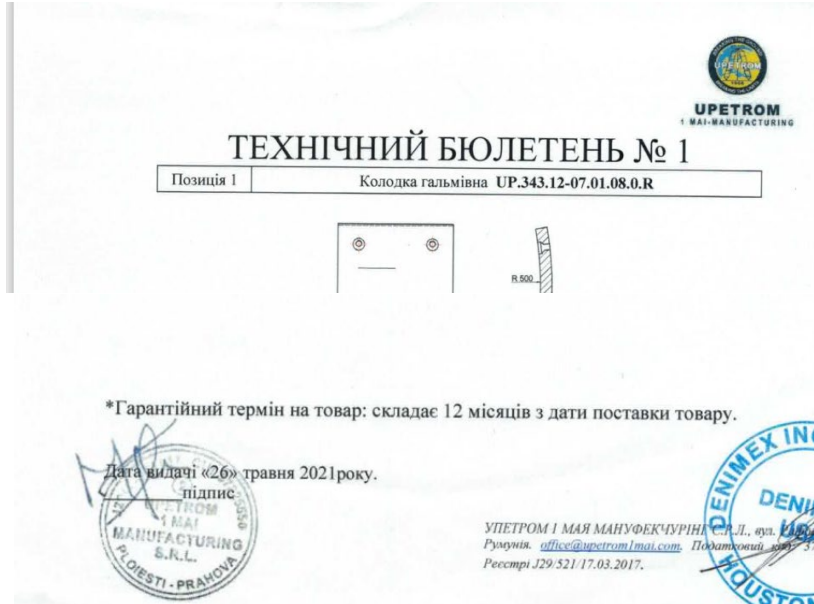 UPETROM
1 MAI-MANUFACTURING
ТЕХНІЧНИЙ БЮЛЕТЕНЬ № 1
Позиція 1 Колодка гальмівна UP.343.12-07.01.08.0.R
R 500
*Гарантійний термін на товар: складає 12 місяців з дати поставки товару.
Дата видачі «26» травня 2021року.
підпис
UPETROM
1 MAI
MANUFACTURING
S.R.L.
PLOIESTI - PRAHOVA
УПЕТРОМ 1 МАЯ МАНУФЕКЧУРІНГ С.Р.Л., вул.
Румунія. office@upetrom1mai.com. Податковий код
Реєстрі J29/521/17.03.2017.
DENIMEX
HOUSTON